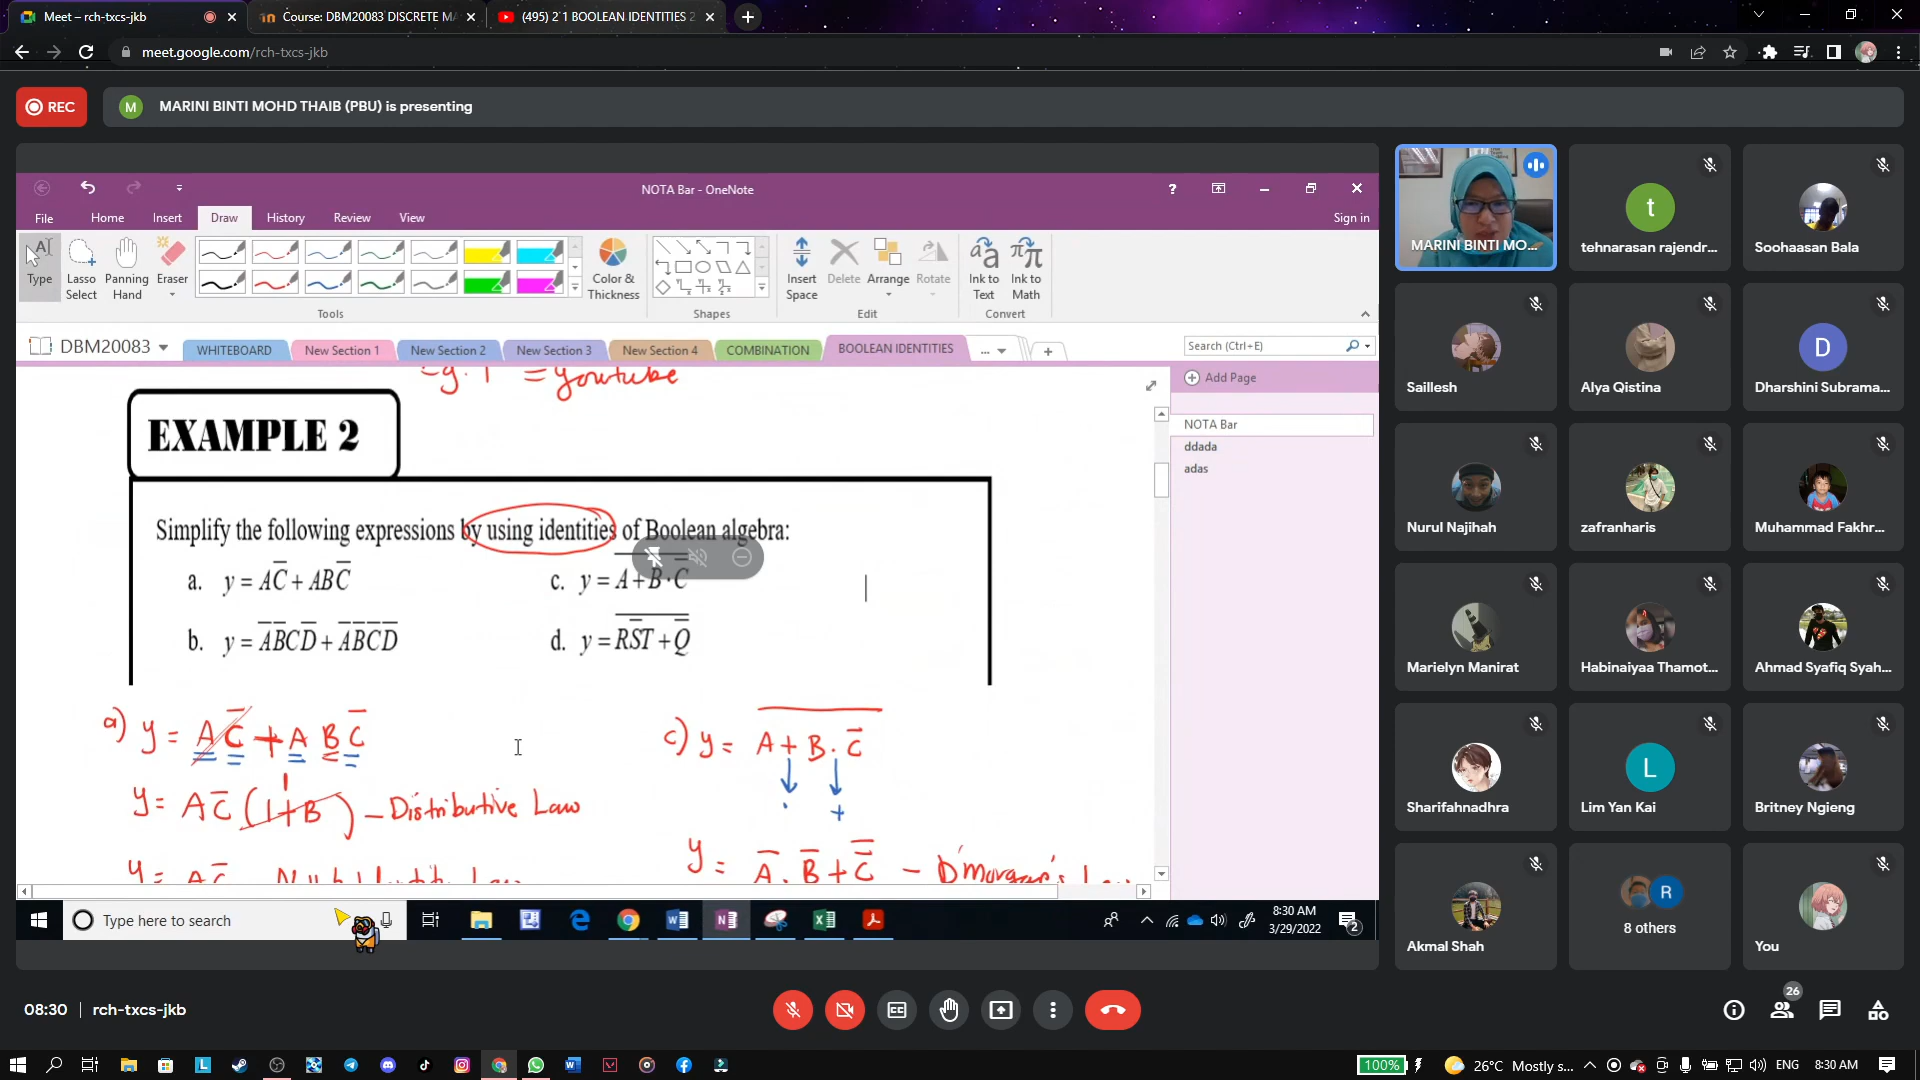 Meet – rch-txcs-jkb
Course: DBM20083 DISCRETE MA
(495) 2 1 BOOLEAN IDENTITIES 2
meet.google.com/rch-txcs-jkb
REC
M
MARINI BINTI MOHD THAIB (PBU) is presenting
NOTA Bar - OneNote
File Home Insert Draw History Review View
Sign in
Type
Lasso Select
Panning Hand
Eraser
Color & Thickness
Insert Space
Delete
Arrange
Rotate
Ink to Text
Ink to Math
Tools
Shapes
Edit
Convert
DBM20083
WHITEBOARD
New Section 1
New Section 2
New Section 3
New Section 4
COMBINATION
BOOLEAN IDENTITIES
...
Search (Ctrl+E)
Add Page
NOTA Bar
ddada
adas
= Youtube
EXAMPLE 2
Simplify the following expressions by using identities of Boolean algebra:
a. y = AC̅ + ABC̅
c. y = A̅+̅B̅·̅C̅̅
b. y = A̅B̅CD̅ + A̅B̅C̅D̅
d. y = R̅S̅̅T̅+̅Q̅̅
a) y = AC̅ + ABC̅
y = AC̅ (1+B) – Distributive Law
1
c) y = A̅+̅B̅·̅C̅̅
· +
y = A̅ . B̅ + C̅̅ – D'morgan's Law
Type here to search
8:30 AM
3/29/2022
2
MARINI BINTI MO...
t
tehnarasan rajendr...
Soohaasan Bala
Saillesh
Alya Qistina
D
Dharshini Subrama...
Nurul Najihah
zafranharis
Muhammad Fakhr...
Marielyn Manirat
Habinaiyaa Thamot...
Ahmad Syafiq Syah...
Sharifahnadhra
L
Lim Yan Kai
Britney Ngieng
Akmal Shah
R
8 others
You
08:30 | rch-txcs-jkb
26
100%
26°C Mostly s...
ENG
8:30 AM